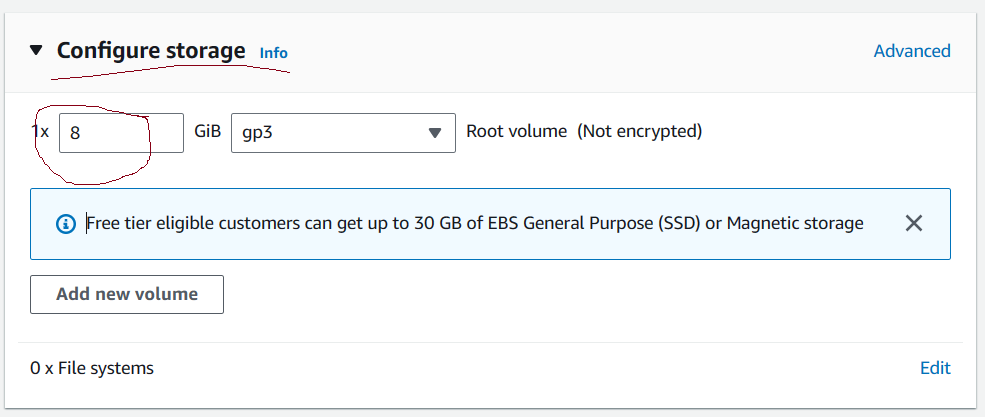 Configure storage Info Advanced
1x 8 GiB gp3 Root volume (Not encrypted)
Free tier eligible customers can get up to 30 GB of EBS General Purpose (SSD) or Magnetic storage
Add new volume
0 x File systems Edit